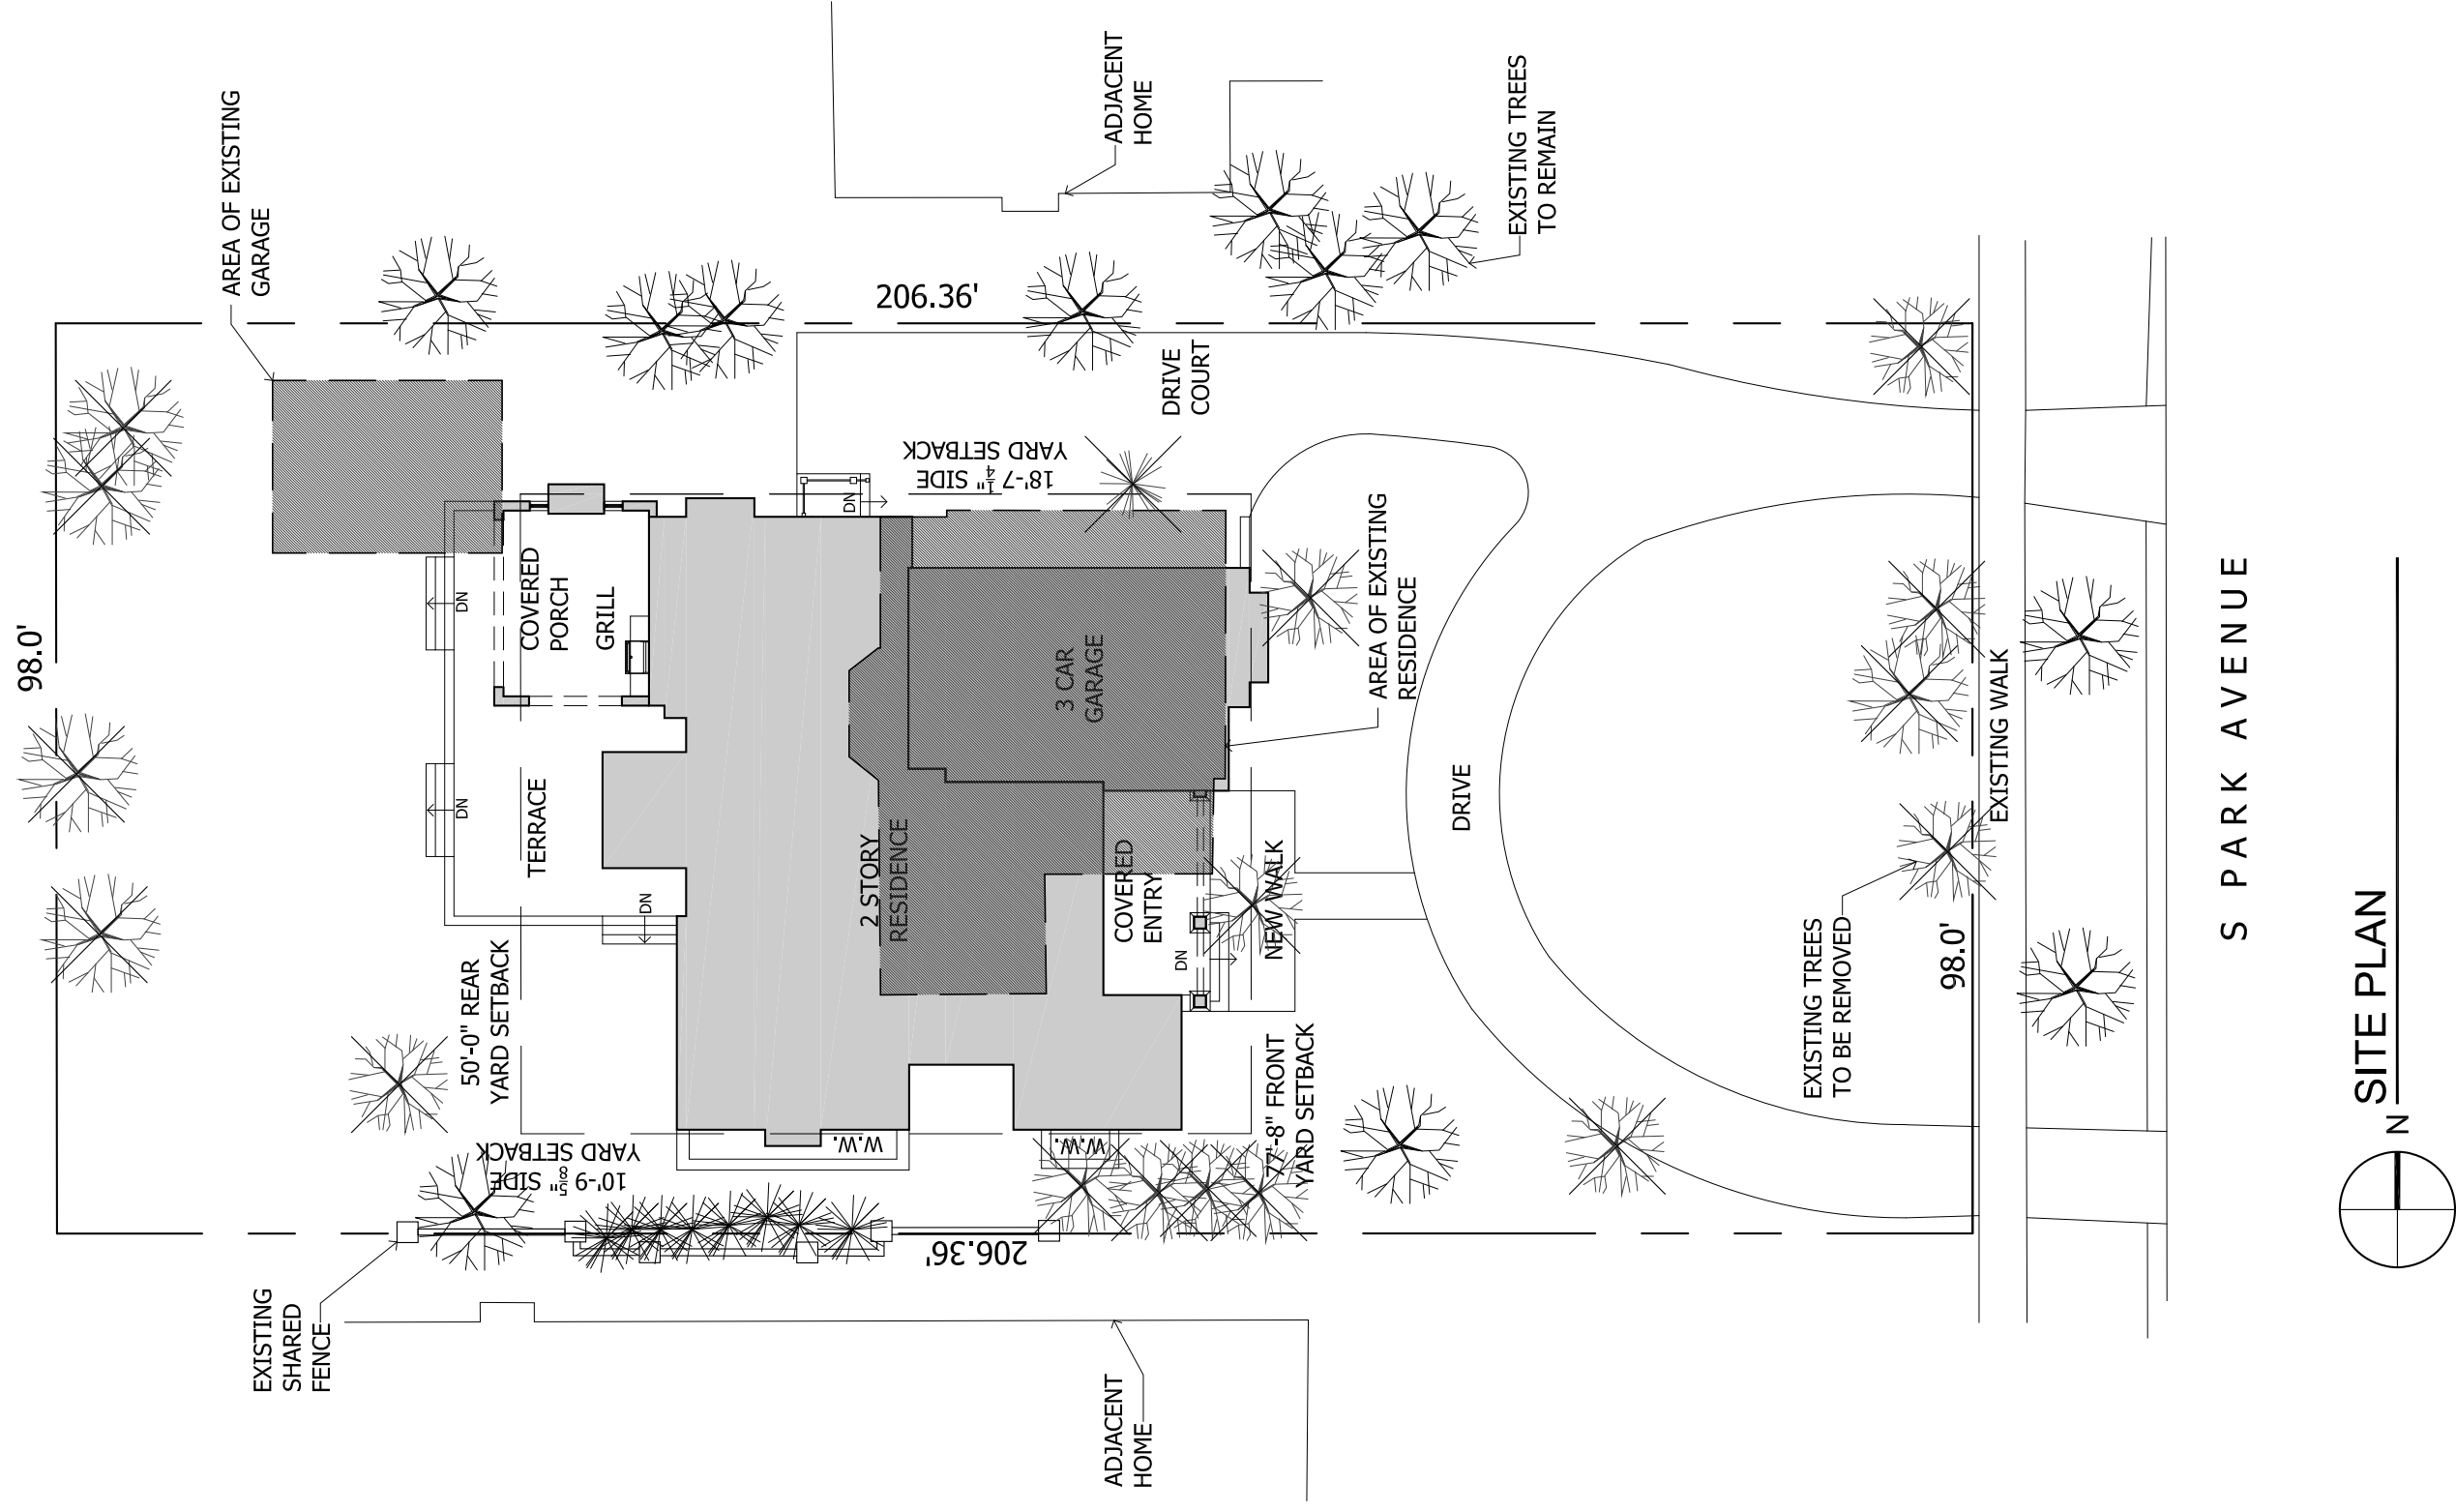 AREA OF EXISTING
GARAGE
ADJACENT
HOME
EXISTING TREES
TO REMAIN
206.36'
DRIVE
COURT
18'-7 1/4" SIDE
YARD SETBACK
DN
98.0'
COVERED
PORCH
GRILL
DN
DN
TERRACE
DN
3 CAR
GARAGE
AREA OF EXISTING
RESIDENCE
2 STORY
RESIDENCE
COVERED
ENTRY
DN
NEW WALK
DRIVE
EXISTING WALK
S PARK AVENUE
50'-0" REAR
YARD SETBACK
77'-8" FRONT
YARD SETBACK
EXISTING TREES
TO BE REMOVED
98.0'
10'-9 5/8" SIDE
YARD SETBACK
W.W.
W.W.
206.36'
EXISTING
SHARED
FENCE
ADJACENT
HOME
SITE PLAN
N